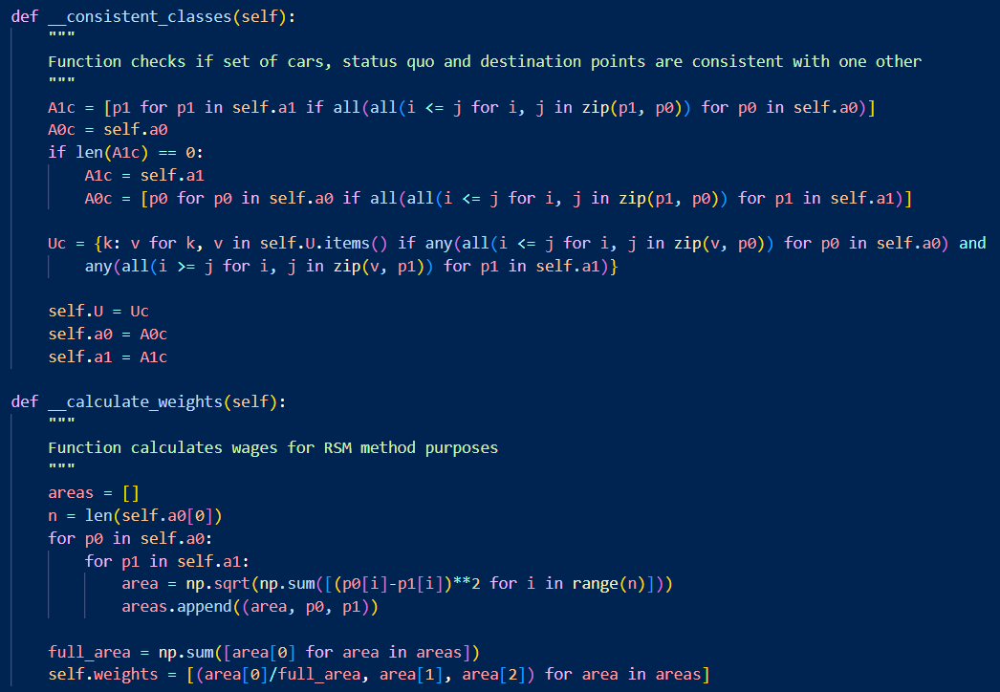 def __consistent_classes(self):
    """
    Function checks if set of cars, status quo and destination points are consistent with one other
    """
    A1c = [p1 for p1 in self.a1 if all(all(i <= j for i, j in zip(p1, p0)) for p0 in self.a0)]
    A0c = self.a0
    if len(A1c) == 0:
        A1c = self.a1
        A0c = [p0 for p0 in self.a0 if all(all(i <= j for i, j in zip(p1, p0)) for p1 in self.a1)]

    Uc = {k: v for k, v in self.U.items() if any(all(i <= j for i, j in zip(v, p0)) for p0 in self.a0) and
        any(all(i >= j for i, j in zip(v, p1)) for p1 in self.a1)}

    self.U = Uc
    self.a0 = A0c
    self.a1 = A1c

def __calculate_weights(self):
    """
    Function calculates wages for RSM method purposes
    """
    areas = []
    n = len(self.a0[0])
    for p0 in self.a0:
        for p1 in self.a1:
            area = np.sqrt(np.sum([(p0[i]-p1[i])**2 for i in range(n)]))
            areas.append((area, p0, p1))

    full_area = np.sum([area[0] for area in areas])
    self.weights = [(area[0]/full_area, area[1], area[2]) for area in areas]